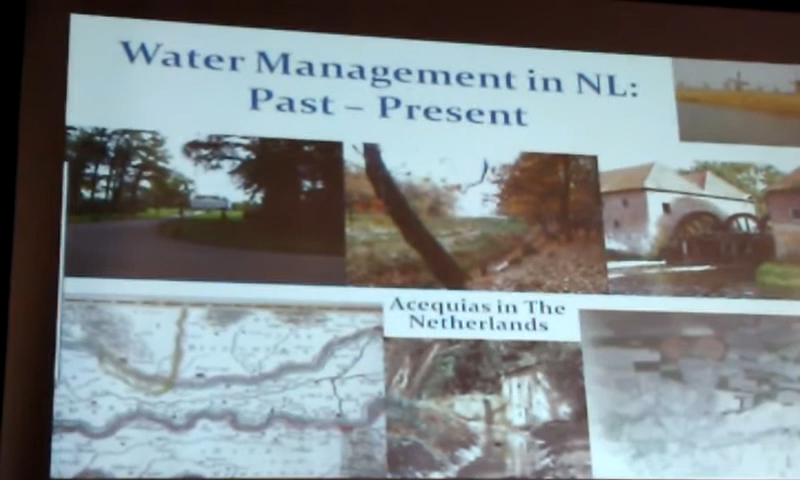 Water Management in NL:
Past – Present
Acequias in The
Netherlands